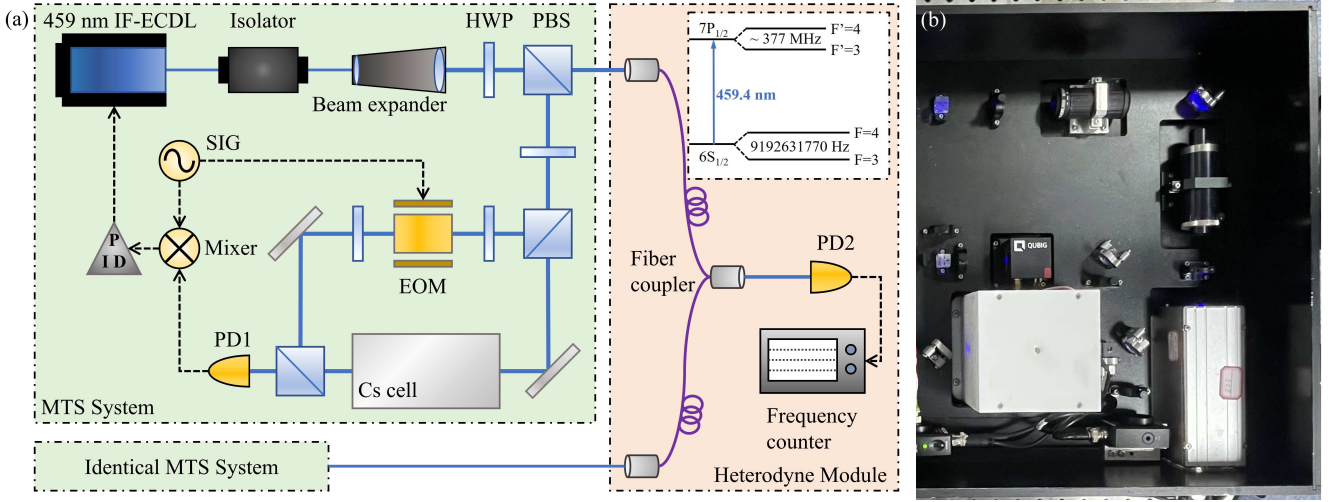 (a)
459 nm IF-ECDL
Isolator
HWP
PBS
Beam expander
SIG
P
I D
Mixer
EOM
PD1
Cs cell
MTS System
Identical MTS System
7P1/2
F'=4
~ 377 MHz
F'=3
459.4 nm
6S1/2
F=4
9192631770 Hz
F=3
Fiber
coupler
PD2
Frequency
counter
Heterodyne Module
(b)
QUBIG